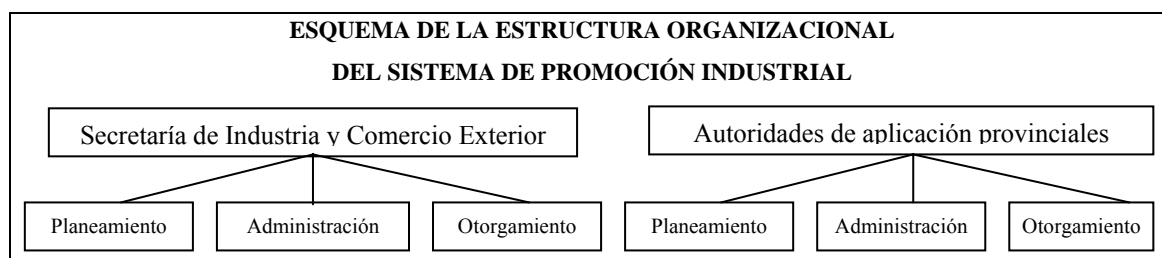 ESQUEMA DE LA ESTRUCTURA ORGANIZACIONAL
DEL SISTEMA DE PROMOCIÓN INDUSTRIAL
Secretaría de Industria y Comercio Exterior
Autoridades de aplicación provinciales
Planeamiento
Administración
Otorgamiento
Planeamiento
Administración
Otorgamiento